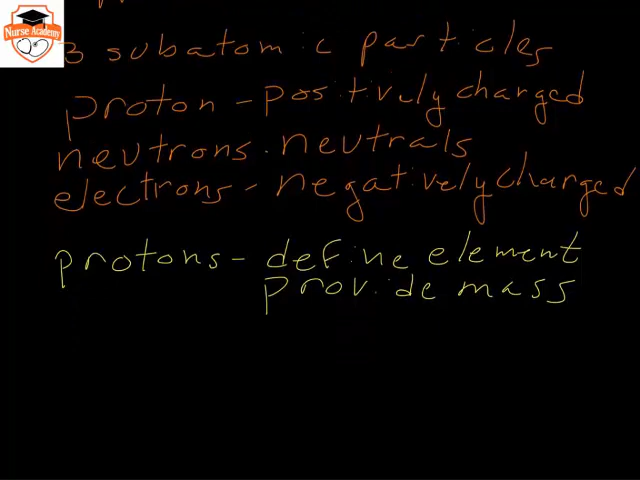 Nurse Academy
3 subatomic particles
proton - positively charged
neutrons. neutrals
electrons - negatively charged
protons - define element
provide mass